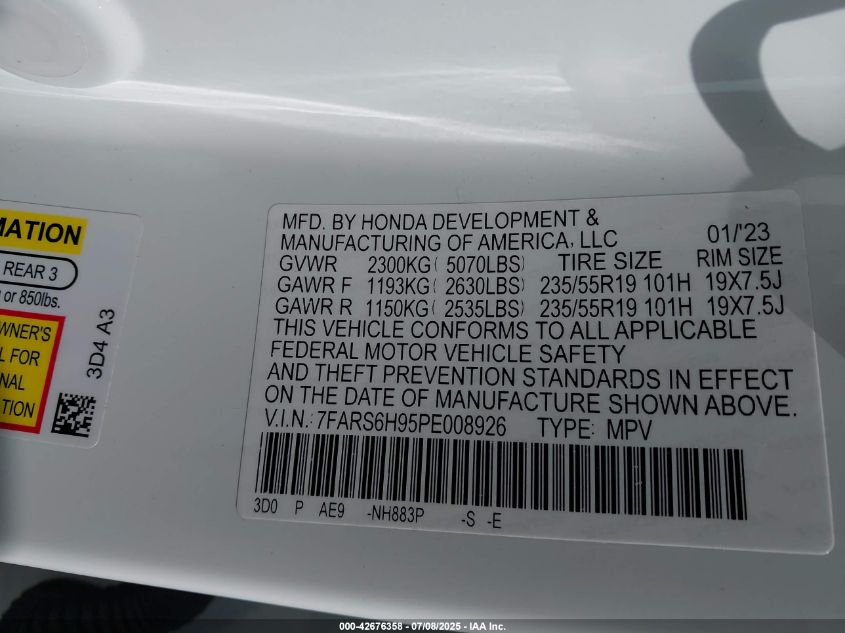 MATION
REAR 3
or 850lbs.
WNER'S
L FOR
NAL
TION
3D4 A3
MFD. BY HONDA DEVELOPMENT &
MANUFACTURING OF AMERICA, LLC 01/'23
GVWR 2300KG( 5070LBS) TIRE SIZE RIM SIZE
GAWR F 1193KG( 2630LBS) 235/55R19 101H 19X7.5J
GAWR R 1150KG( 2535LBS) 235/55R19 101H 19X7.5J
THIS VEHICLE CONFORMS TO ALL APPLICABLE
FEDERAL MOTOR VEHICLE SAFETY
AND THEFT PREVENTION STANDARDS IN EFFECT
ON THE DATE OF MANUFACTURE SHOWN ABOVE.
V.I.N.: 7FARS6H95PE008926 TYPE: MPV
3D0 P AE9 -NH883P -S -E
000-42676358 - 07/08/2025 - IAA Inc.